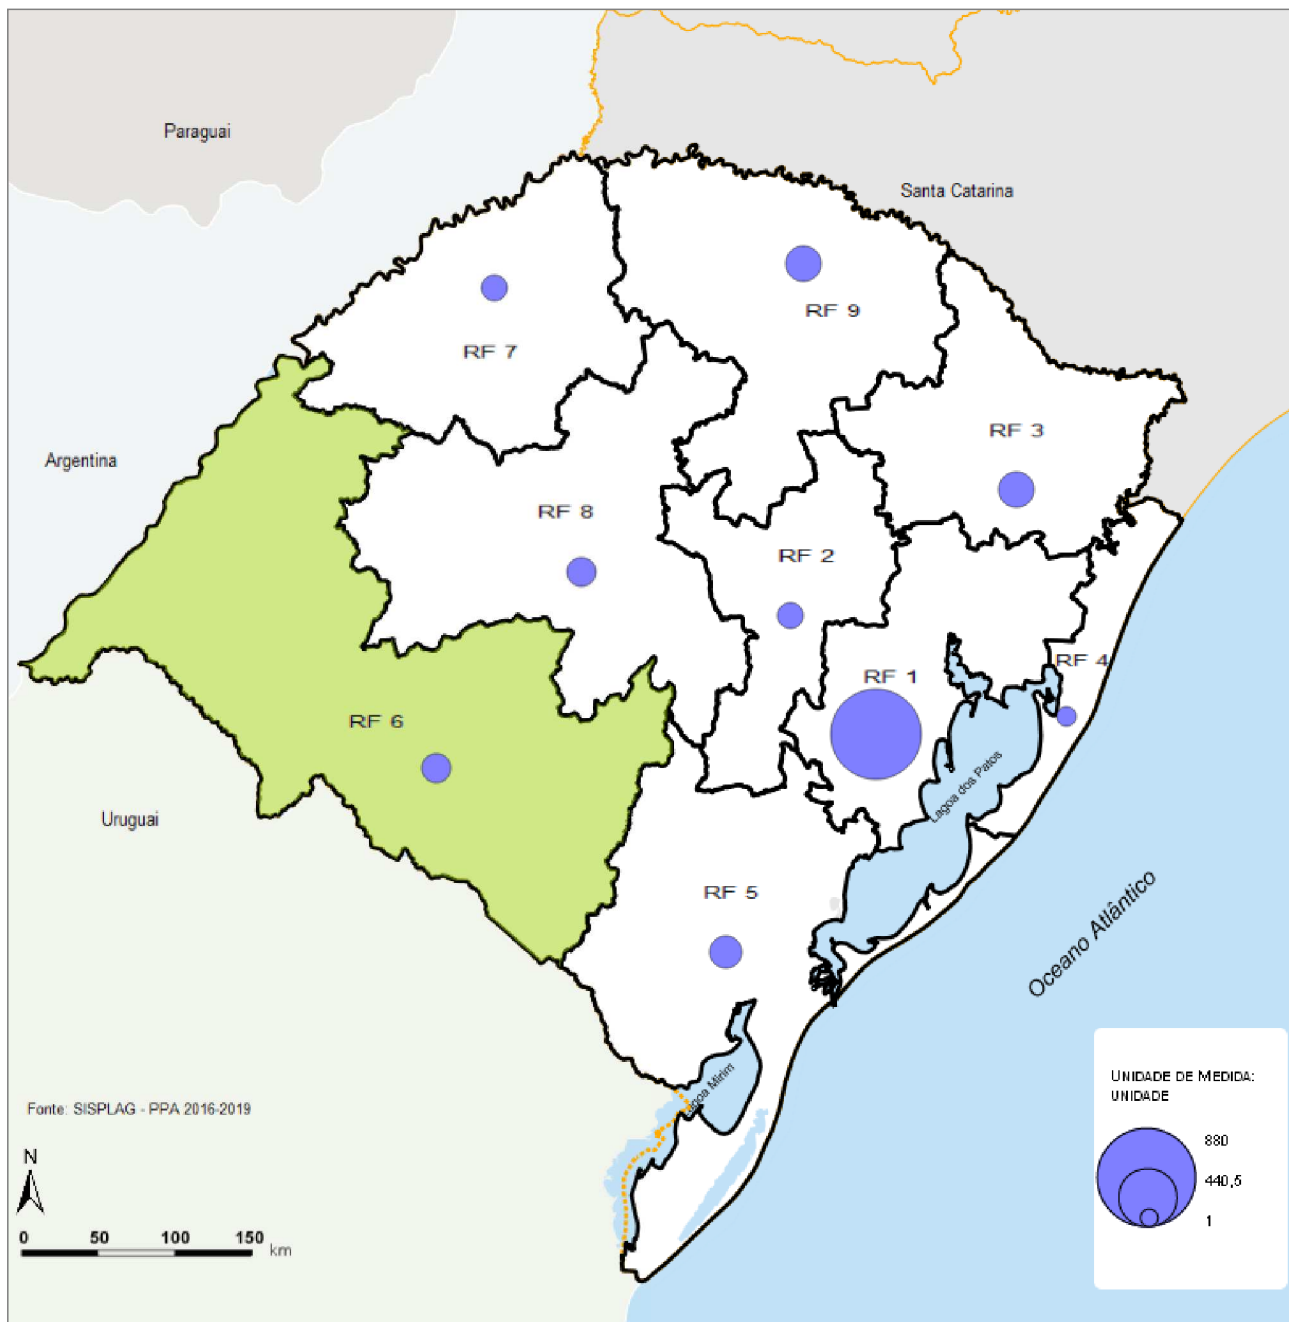 Paraguai
Santa Catarina
RF 9
RF 7
RF 3
Argentina
RF 8
RF 2
RF 4
RF 1
RF 6
Lagoa dos Patos
Uruguai
RF 5
Oceano Atlântico
Lagoa Mirim
UNIDADE DE MEDIDA:
UNIDADE
880
440,5
1
Fonte: SISPLAG - PPA 2016-2019
N
0 50 100 150 km